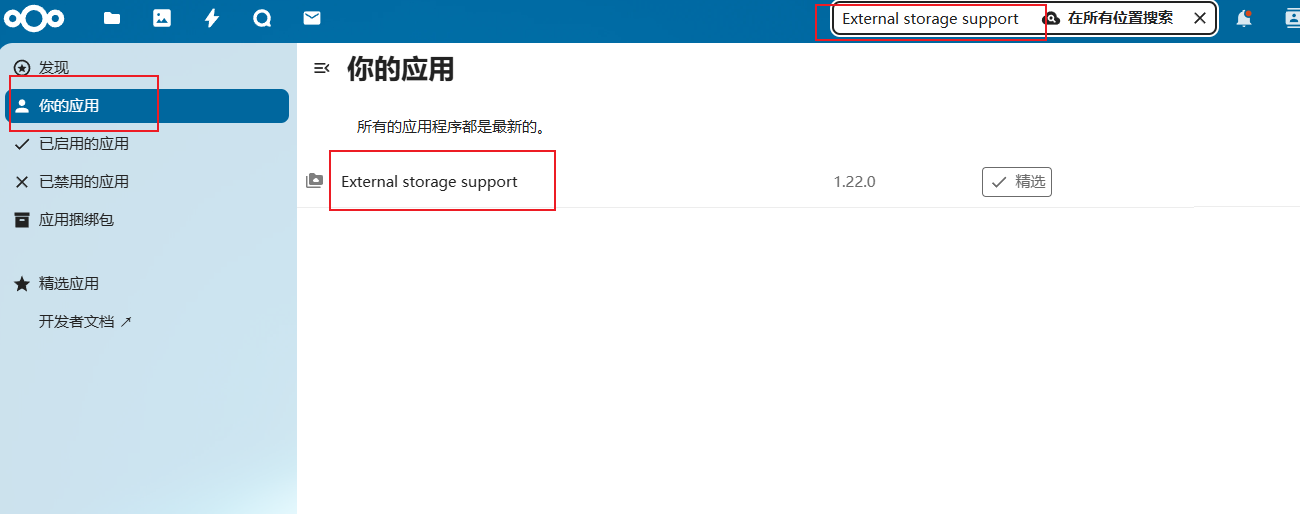 External storage support 在所有位置搜索
发现
你的应用
已启用的应用
已禁用的应用
应用捆绑包
精选应用
开发者文档 ↗
你的应用
所有的应用程序都是最新的。
External storage support 1.22.0 精选